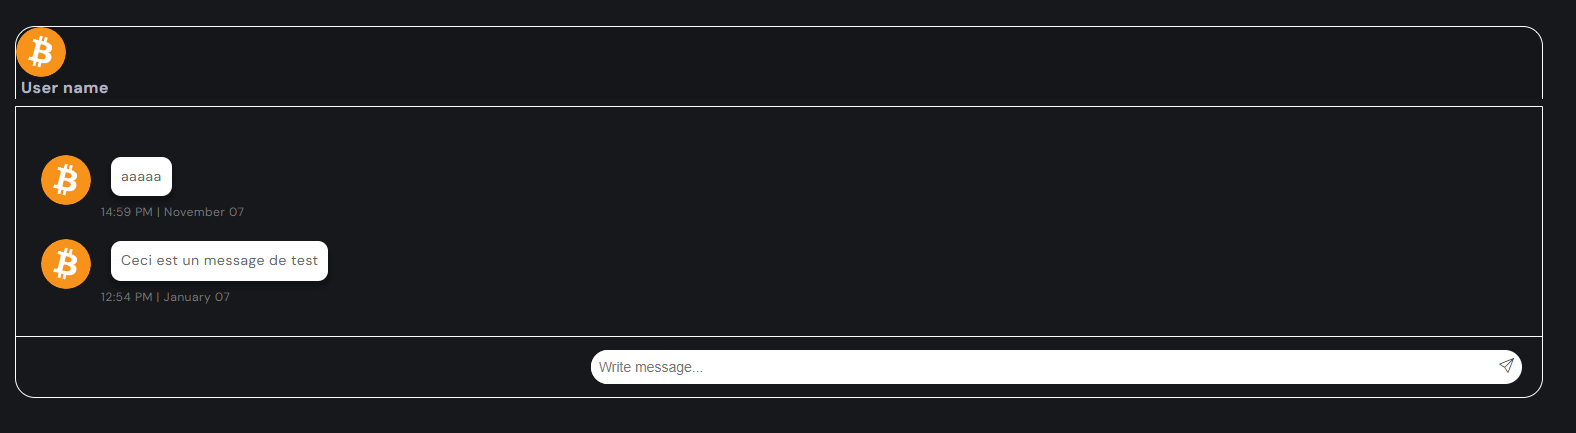 User name
aaaaa
14:59 PM | November 07
Ceci est un message de test
12:54 PM | January 07
Write message...